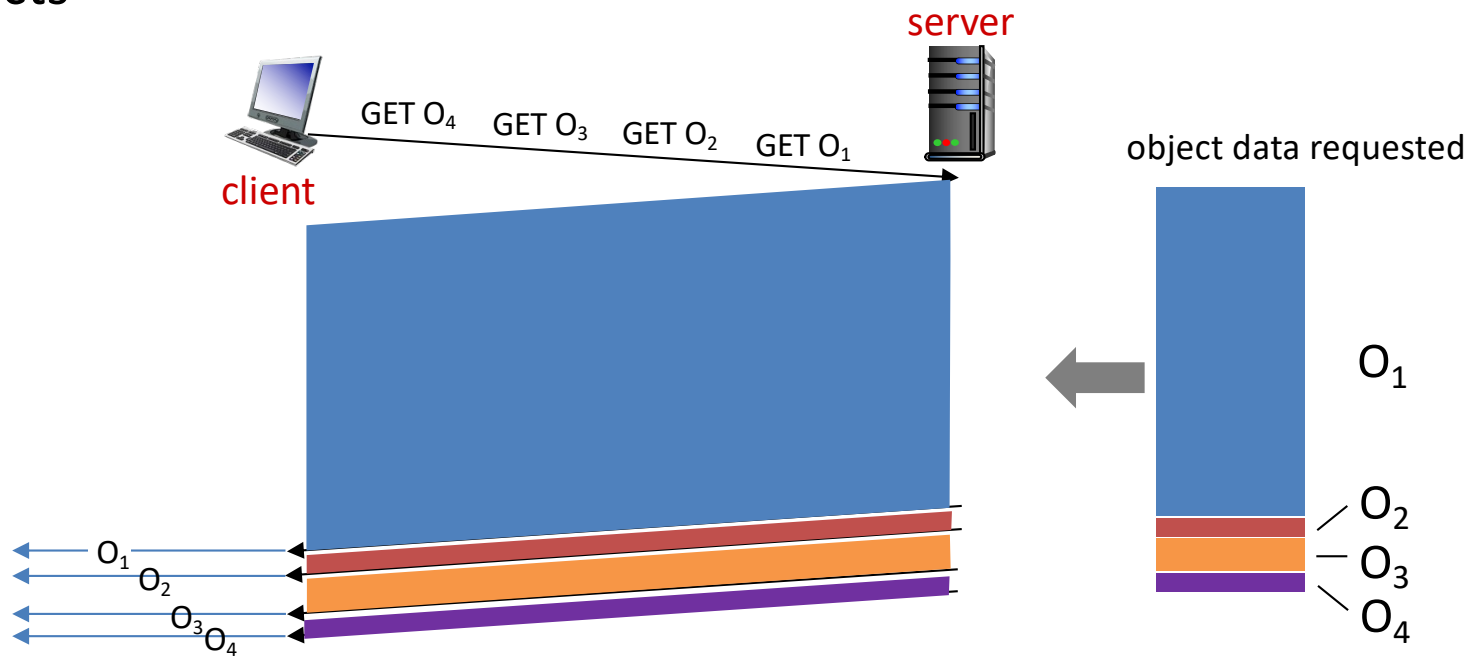 server
GET O₄ GET O₃ GET O₂ GET O₁
object data requested
client
O₁
O₂
O₁
O₂
O₃
O₃
O₄
O₄